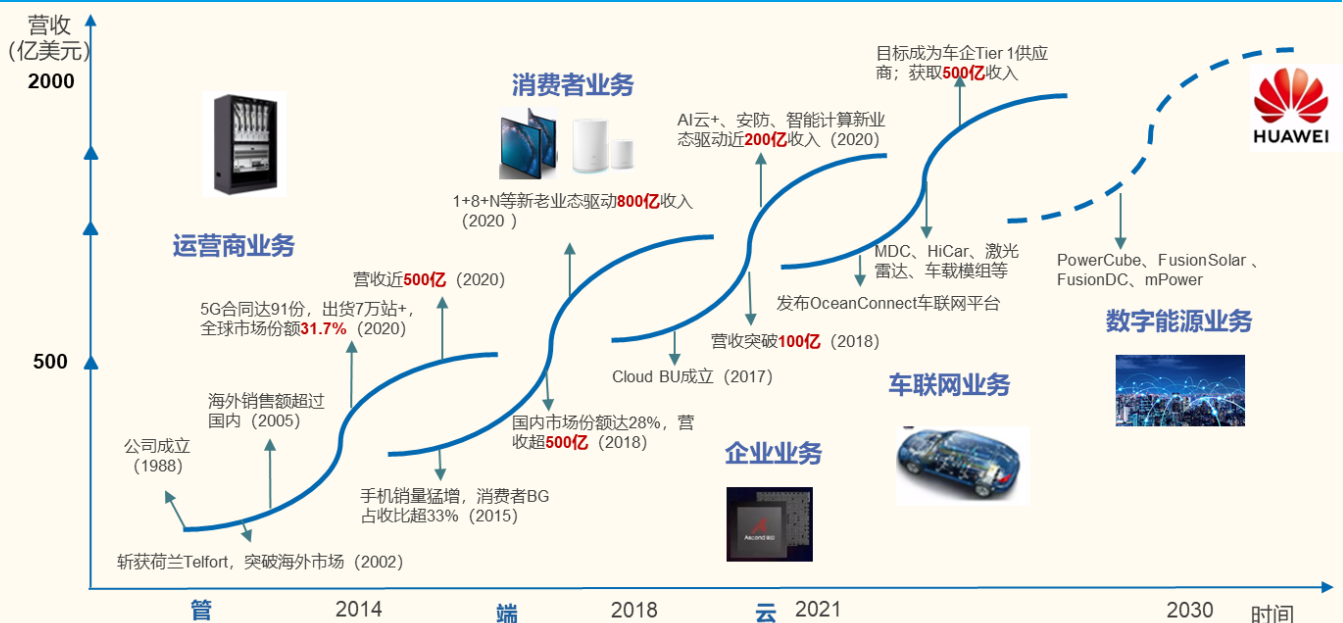 营收
(亿美元)
2000
500
运营商业务
公司成立
(1988)
海外销售额超过
国内（2005）
5G合同达91份，出货7万站+，
全球市场份额31.7%（2020）
营收近500亿（2020）
斩获荷兰Telfort，突破海外市场（2002）
消费者业务
1+8+N等新老业态驱动800亿收入
（2020 ）
手机销量猛增，消费者BG
占收比超33%（2015）
国内市场份额达28%，营
收超500亿（2018）
AI云+、安防、智能计算新业
态驱动近200亿收入（2020）
Cloud BU成立（2017）
营收突破100亿（2018）
企业业务
Ascend 910
目标成为车企Tier 1供应
商；获取500亿收入
MDC、HiCar、激光
雷达、车载模组等
发布OceanConnect车联网平台
车联网业务
HUAWEI
PowerCube、FusionSolar 、
FusionDC、mPower
数字能源业务
管
2014
端
2018
云
2021
2030
时间